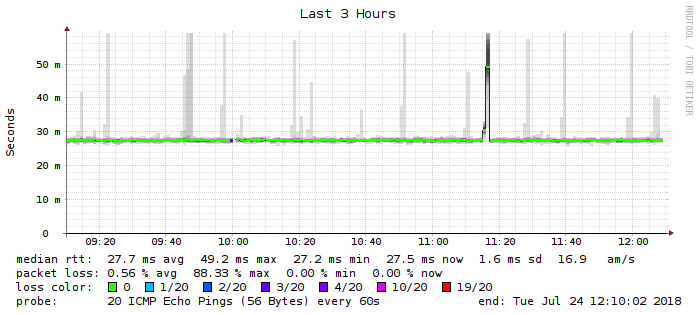 Last 3 Hours
RRDTOOL / TOBI OETIKER
Seconds
50 m
40 m
30 m
20 m
10 m
0
09:20 09:40 10:00 10:20 10:40 11:00 11:20 11:40 12:00
median rtt: 27.7 ms avg 49.2 ms max 27.2 ms min 27.5 ms now 1.6 ms sd 16.9 am/s
packet loss: 0.56 % avg 88.33 % max 0.00 % min 0.00 % now
loss color: 0 1/20 2/20 3/20 4/20 10/20 19/20
probe: 20 ICMP Echo Pings (56 Bytes) every 60s end: Tue Jul 24 12:10:02 2018